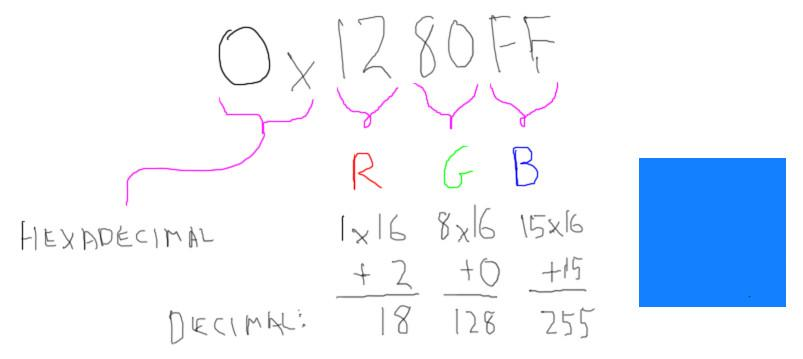 0x1280FF
R G B
HEXADECIMAL
1x16 8x16 15x16
+ 2 +0 +15
DECIMAL: 18 128 255